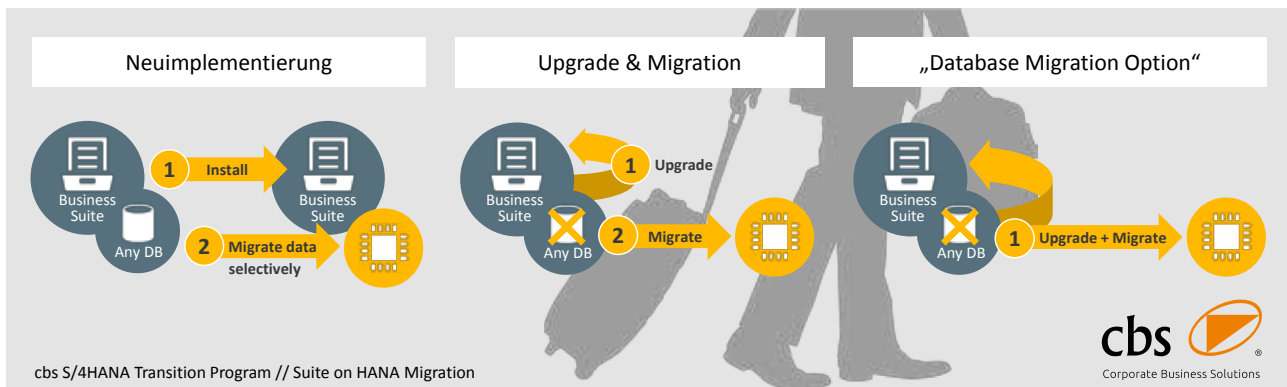 Neuimplementierung
Upgrade & Migration
„Database Migration Option“
Business
Suite
Any DB
1
Install
Business
Suite
2
Migrate data
selectively
Business
Suite
1
Upgrade
Any DB
2
Migrate
Business
Suite
Any DB
1
Upgrade + Migrate
cbs S/4HANA Transition Program // Suite on HANA Migration
cbs ®
Corporate Business Solutions